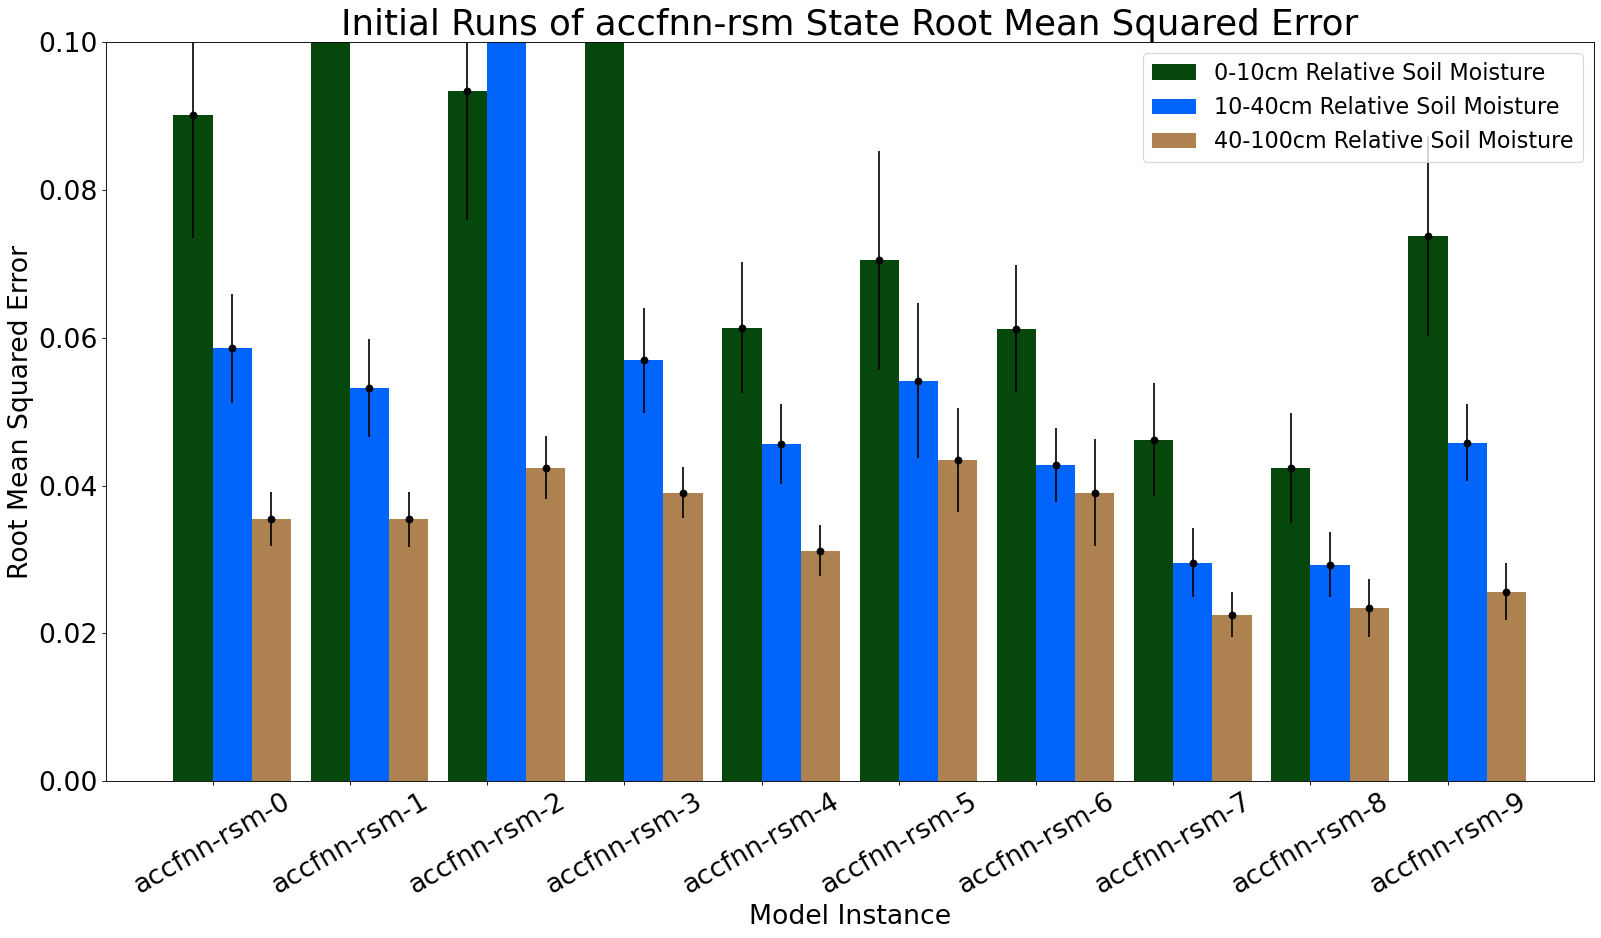 Initial Runs of accfnn-rsm State Root Mean Squared Error
0.10
0.08
0.06
0.04
0.02
0.00
Root Mean Squared Error
0-10cm Relative Soil Moisture
10-40cm Relative Soil Moisture
40-100cm Relative Soil Moisture
accfnn-rsm-0
accfnn-rsm-1
accfnn-rsm-2
accfnn-rsm-3
accfnn-rsm-4
accfnn-rsm-5
accfnn-rsm-6
accfnn-rsm-7
accfnn-rsm-8
accfnn-rsm-9
Model Instance